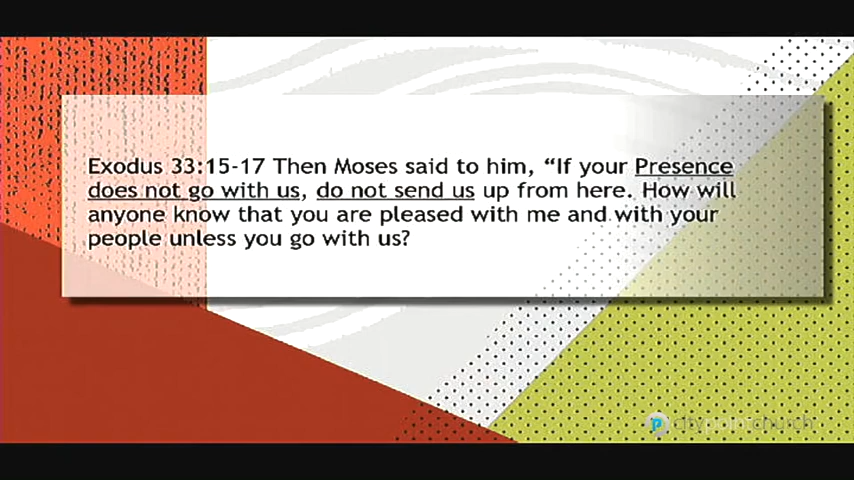 Exodus 33:15-17 Then Moses said to him, “If your Presence
does not go with us, do not send us up from here. How will
anyone know that you are pleased with me and with your
people unless you go with us?
citypointchurch